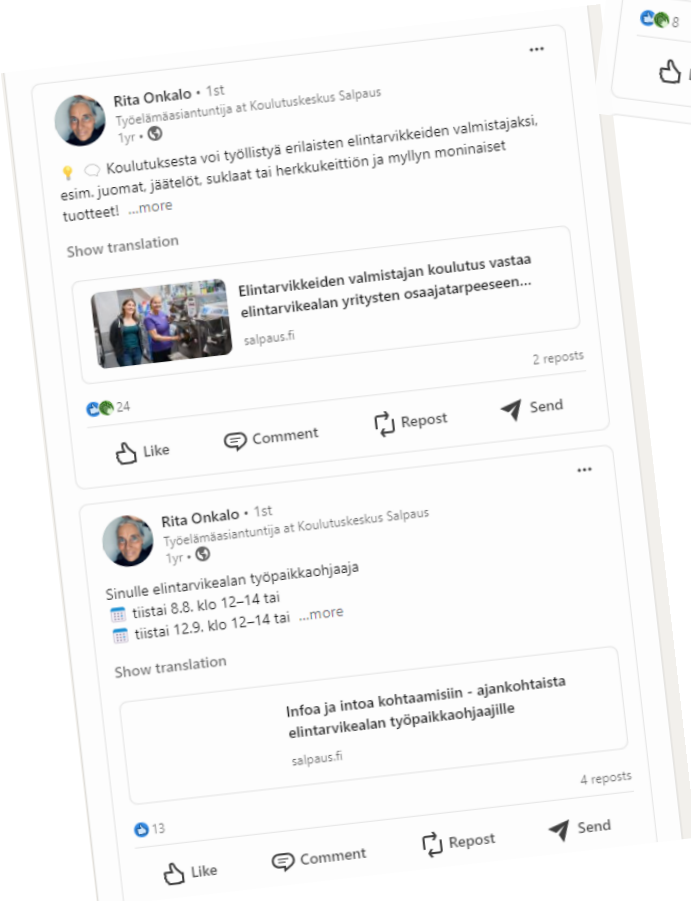 8
Rita Onkalo • 1st
Työelämäasiantuntija at Koulutuskeskus Salpaus
1yr •
Koulutuksesta voi työllistyä erilaisten elintarvikkeiden valmistajaksi,
esim. juomat, jäätelöt, suklaat tai herkkukeittiön ja myllyn moninaiset
tuotteet! ...more
Show translation
Elintarvikkeiden valmistajan koulutus vastaa
elintarvikealan yritysten osaajatarpeeseen...
salpaus.fi
24
2 reposts
Like
Comment
Repost
Send
Rita Onkalo • 1st
Työelämäasiantuntija at Koulutuskeskus Salpaus
1yr •
Sinulle elintarvikealan työpaikkaohjaaja
tiistai 8.8. klo 12–14 tai
tiistai 12.9. klo 12–14 tai ...more
Show translation
Infoa ja intoa kohtaamisiin - ajankohtaista
elintarvikealan työpaikkaohjaajille
salpaus.fi
13
4 reposts
Like
Comment
Repost
Send